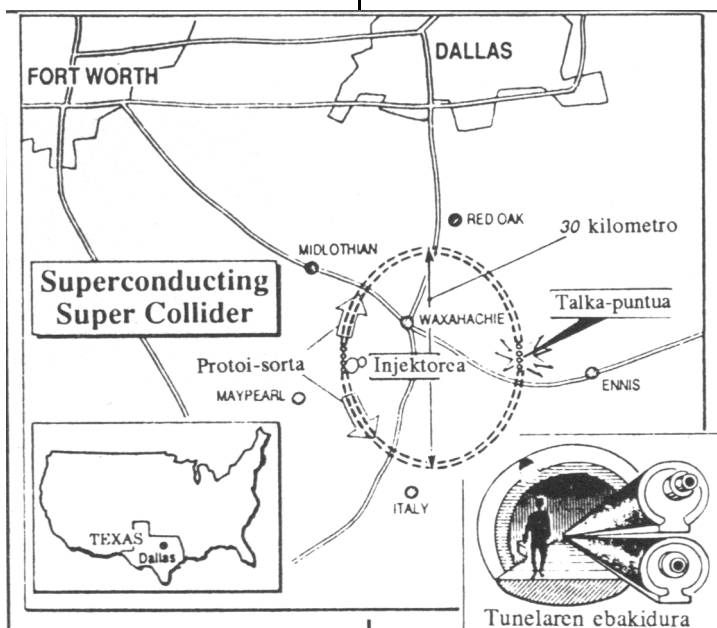 DALLAS
FORT WORTH
RED OAK
30 kilometro
MIDLOTHIAN
Superconducting
Super Collider
Talka-puntua
WAXAHACHIE
Protoi-sorta
Injektorca
ENNIS
MAYPEARL
ITALY
TEXAS
Dallas
Tunelaren ebakidura